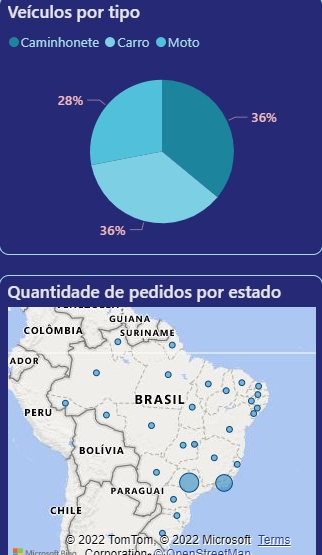 Veículos por tipo
Caminhonete Carro Moto
28%
36%
36%
Quantidade de pedidos por estado
GUIANA
SURINAME
COLÔMBIA
ADOR
BRASIL
PERU
BOLÍVIA
PARAGUAI
CHILE
© 2022 TomTom, © 2022 Microsoft Terms
Microsoft Bing Corporation, © OpenStreetMap